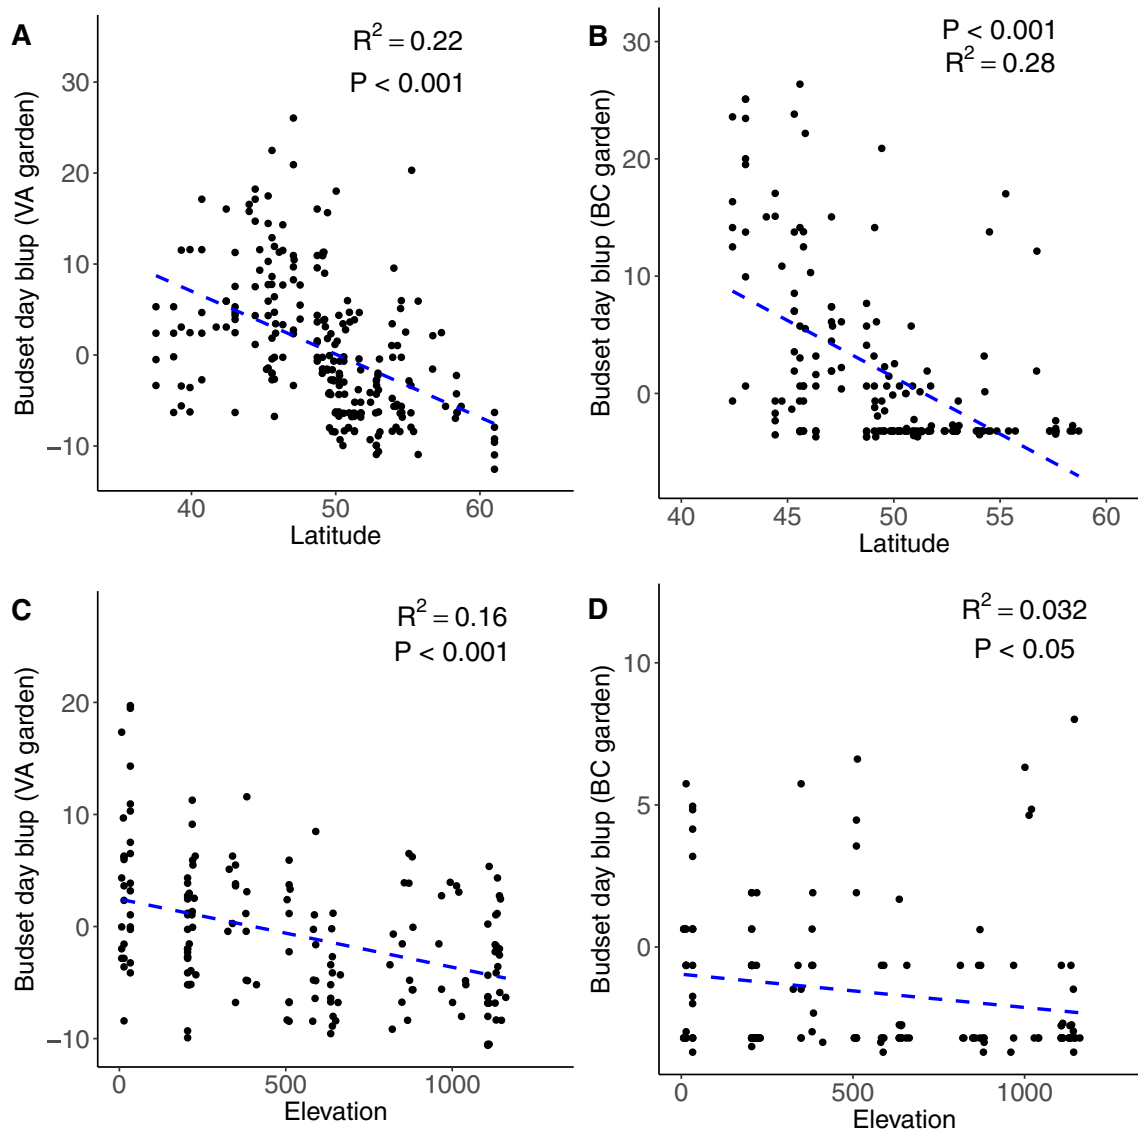 A
R² = 0.22
P < 0.001
Budset day blup (VA garden)
30
20
10
0
−10
40
50
60
Latitude
B
P < 0.001
R² = 0.28
Budset day blup (BC garden)
30
20
10
0
40
45
50
55
60
Latitude
C
R² = 0.16
P < 0.001
Budset day blup (VA garden)
20
10
0
−10
0
500
1000
Elevation
D
R² = 0.032
P < 0.05
Budset day blup (BC garden)
10
5
0
0
500
1000
Elevation